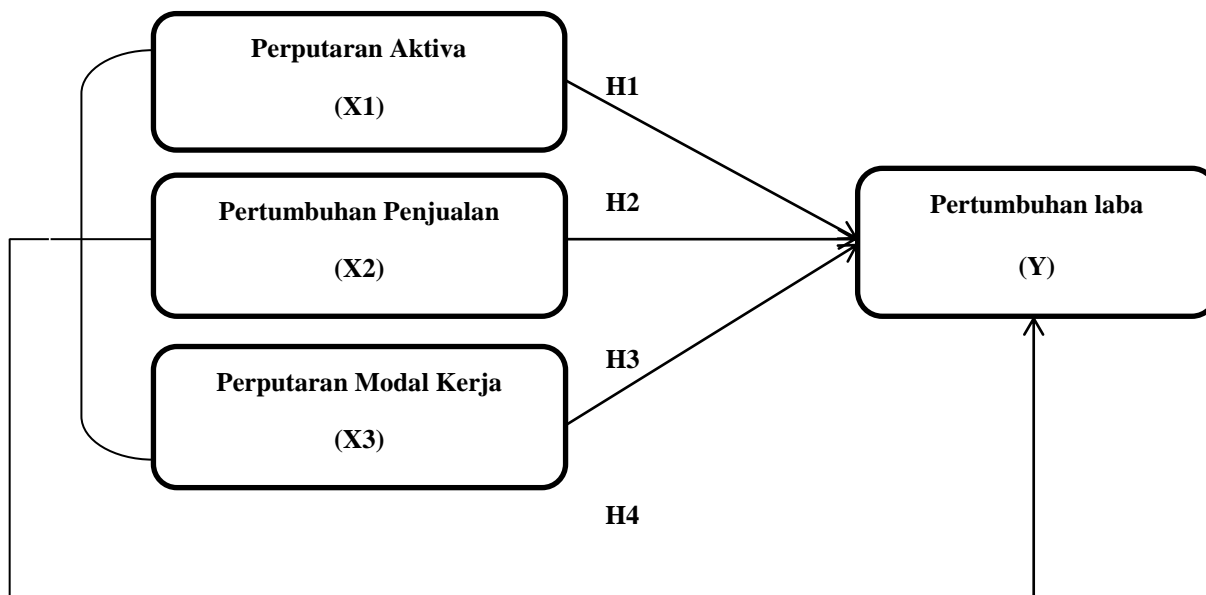 Perputaran Aktiva
(X1)
H1
Pertumbuhan Penjualan
(X2)
H2
Pertumbuhan laba
(Y)
Perputaran Modal Kerja
(X3)
H3
H4